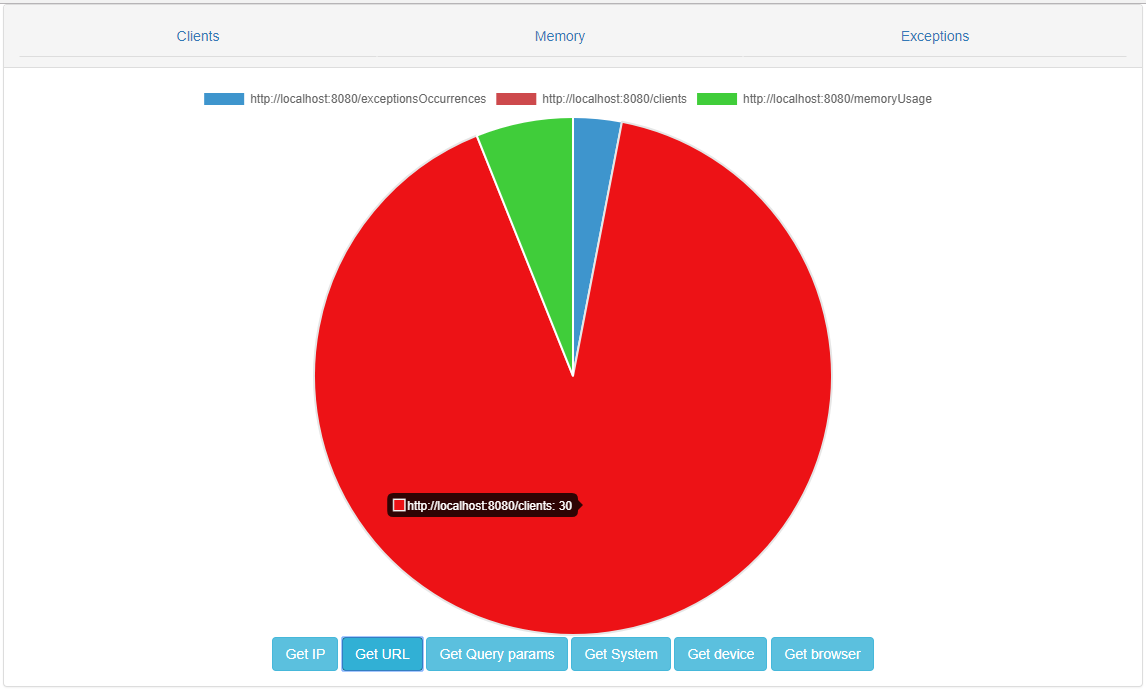 Clients Memory Exceptions
http://localhost:8080/exceptionsOccurrences http://localhost:8080/clients http://localhost:8080/memoryUsage
http://localhost:8080/clients: 30
Get IP Get URL Get Query params Get System Get device Get browser